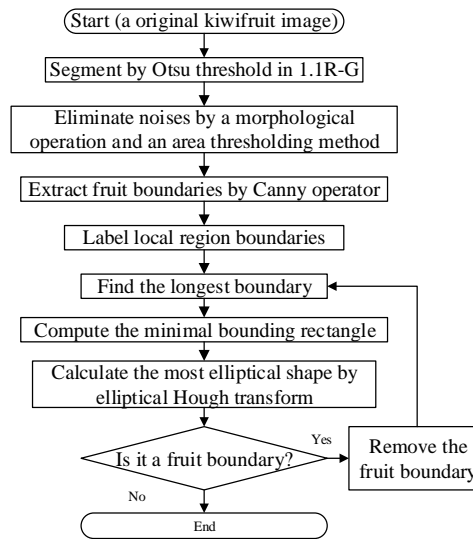 Start (a original kiwifruit image)
Segment by Otsu threshold in 1.1R-G
Eliminate noises by a morphological
operation and an area thresholding
method
Extract fruit boundaries by Canny operator
Label local region boundaries
Find the longest boundary
Compute the minimal bounding rectangle
Calculate the most elliptical shape by
elliptical Hough transform
Is it a fruit boundary?
Yes
Remove the
fruit boundary
No
End